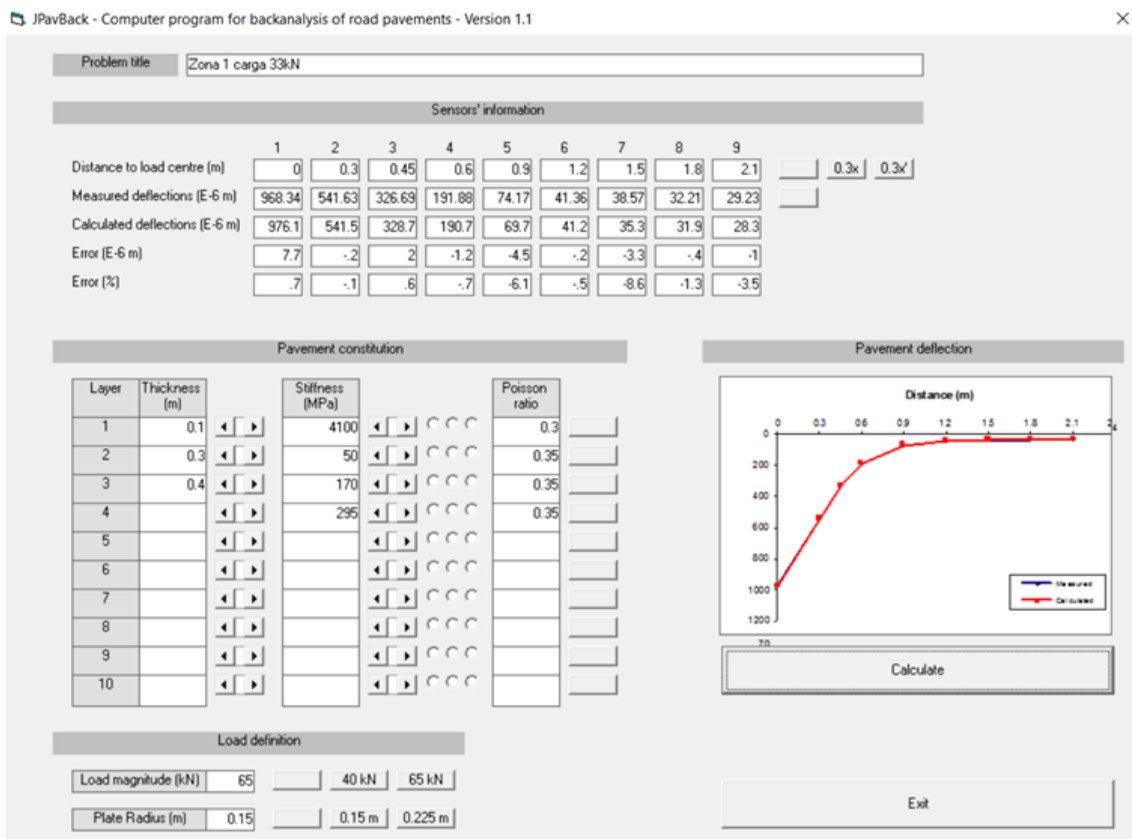 JPavBack - Computer program for backanalysis of road pavements - Version 1.1
Problem title Zona 1 carga 33kN
Sensors' information
1 2 3 4 5 6 7 8 9
Distance to load centre (m) 0 0.3 0.45 0.6 0.9 1.2 1.5 1.8 2.1 0.3x 0.3x'
Measured deflections (E-6 m) 968.34 541.63 326.69 191.88 74.17 41.36 38.57 32.21 29.23
Calculated deflections (E-6 m) 976.1 541.5 328.7 190.7 69.7 41.2 35.3 31.9 28.3
Error (E-6 m) 7.7 -.2 2 -1.2 -4.5 -.2 -3.3 -.4 -1
Error (%) .7 -.1 .6 -.7 -6.1 -.5 -8.6 -1.3 -3.5
Pavement constitution
Layer Thickness (m) Stiffness (MPa) Poisson ratio
1 0.1 4100 0.3
2 0.3 50 0.35
3 0.4 170 0.35
4 295 0.35
5
6
7
8
9
10
Pavement deflection
Distance (m)
0 0.3 0.6 0.9 1.2 1.5 1.8 2.1 2.4
0
200
400
600
800
1000
1200
Measured
Calculated
Calculate
Load definition
Load magnitude (kN) 65 40 kN 65 kN
Plate Radius (m) 0.15 0.15 m 0.225 m
Exit